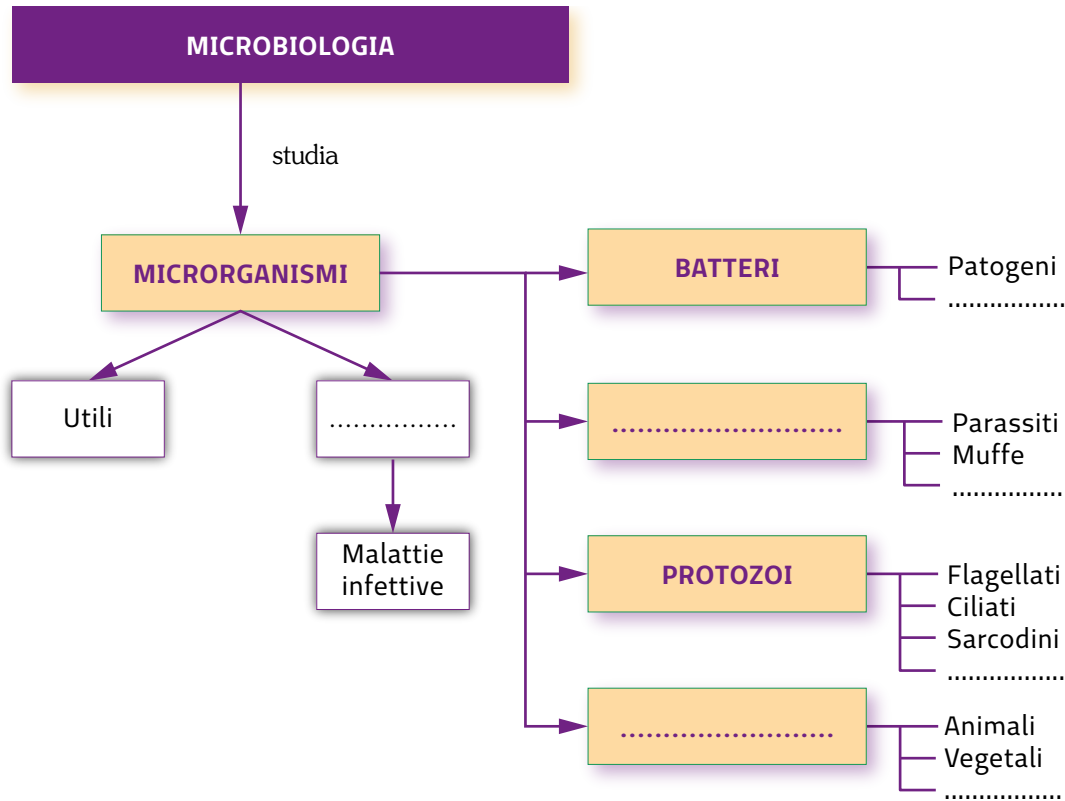 MICROBIOLOGIA
studia
MICRORGANISMI
Utili
................
Malattie
infettive
BATTERI
Patogeni
.................
...........................
Parassiti
Muffe
................
PROTOZOI
Flagellati
Ciliati
Sarcodini
.................
.........................
Animali
Vegetali
.................